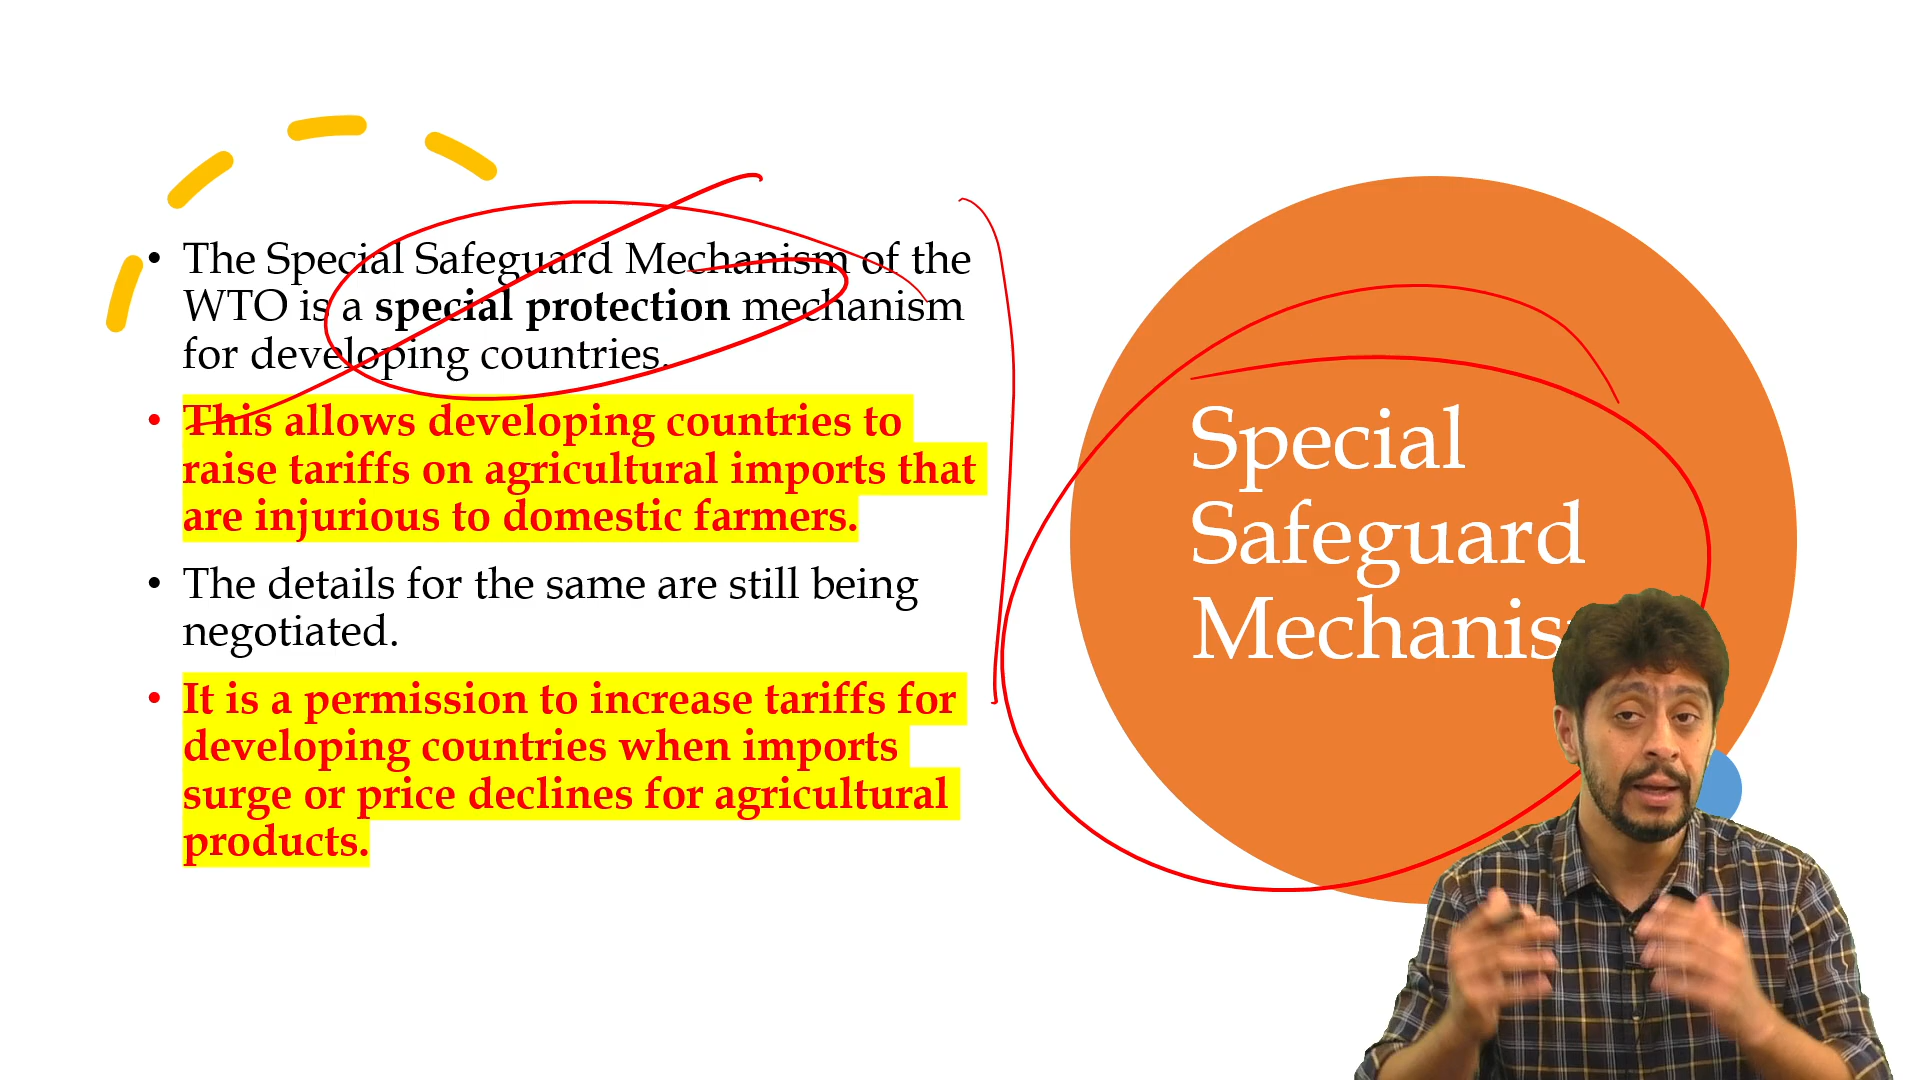 • The Special Safeguard Mechanism of the
WTO is a special protection mechanism
for developing countries.
• This allows developing countries to
raise tariffs on agricultural imports that
are injurious to domestic farmers.
• The details for the same are still being
negotiated.
• It is a permission to increase tariffs for
developing countries when imports
surge or price declines for agricultural
products.
Special
Safeguard
Mechanis